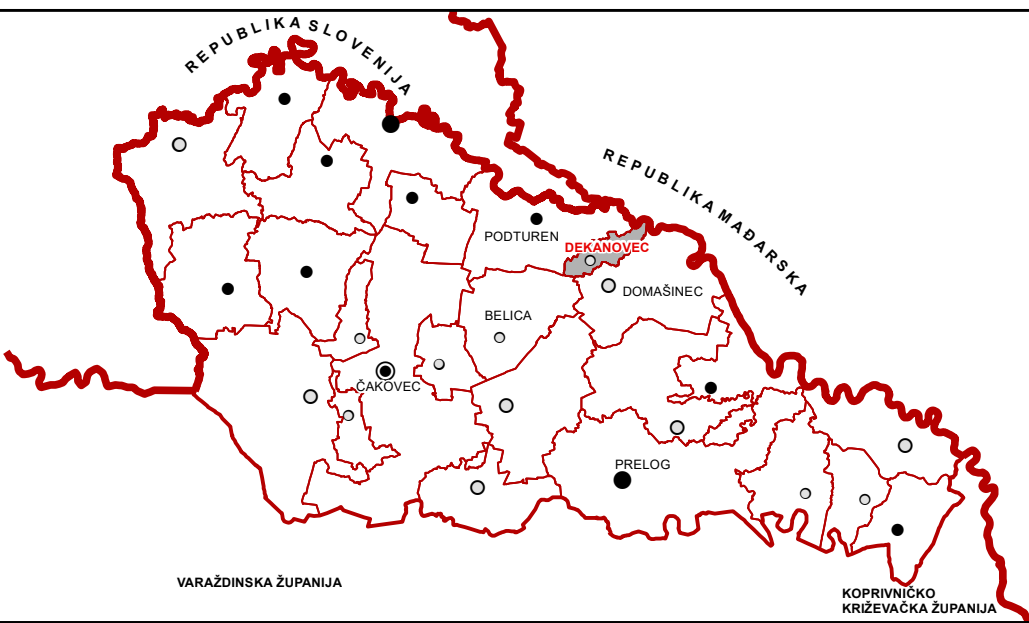 REPUBLIKA SLOVENIJA
REPUBLIKA MAĐARSKA
PODTUREN
DEKANOVEC
DOMAŠINEC
BELICA
ČAKOVEC
PRELOG
VARAŽDINSKA ŽUPANIJA
KOPRIVNIČKO
KRIŽEVAČKA ŽUPANIJA